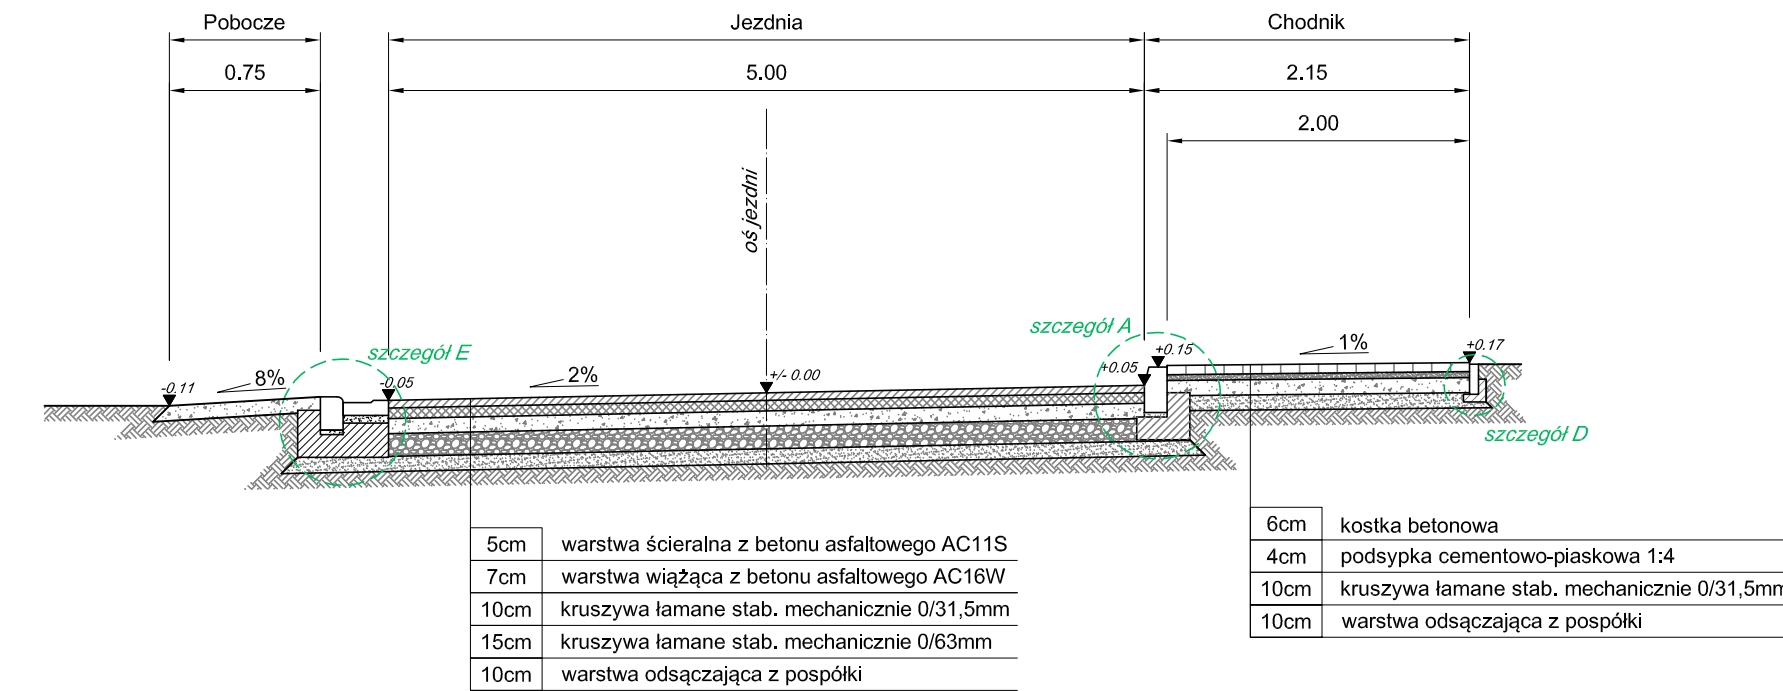 Pobocze Jezdnia Chodnik
0.75 5.00 2.15
2.00
oś jezdni
szczegół A
szczegół E
1%
+0.15
+0.17
+0.05
8%
2%
+/- 0.00
-0.11
-0.05
szczegół D
5cm warstwa ścieralna z betonu asfaltowego AC11S
7cm warstwa wiążąca z betonu asfaltowego AC16W
10cm kruszywa łamane stab. mechanicznie 0/31,5mm
15cm kruszywa łamane stab. mechanicznie 0/63mm
10cm warstwa odsączająca z pospółki
6cm kostka betonowa
4cm podsypka cementowo-piaskowa 1:4
10cm kruszywa łamane stab. mechanicznie 0/31,5mm
10cm warstwa odsączająca z pospółki